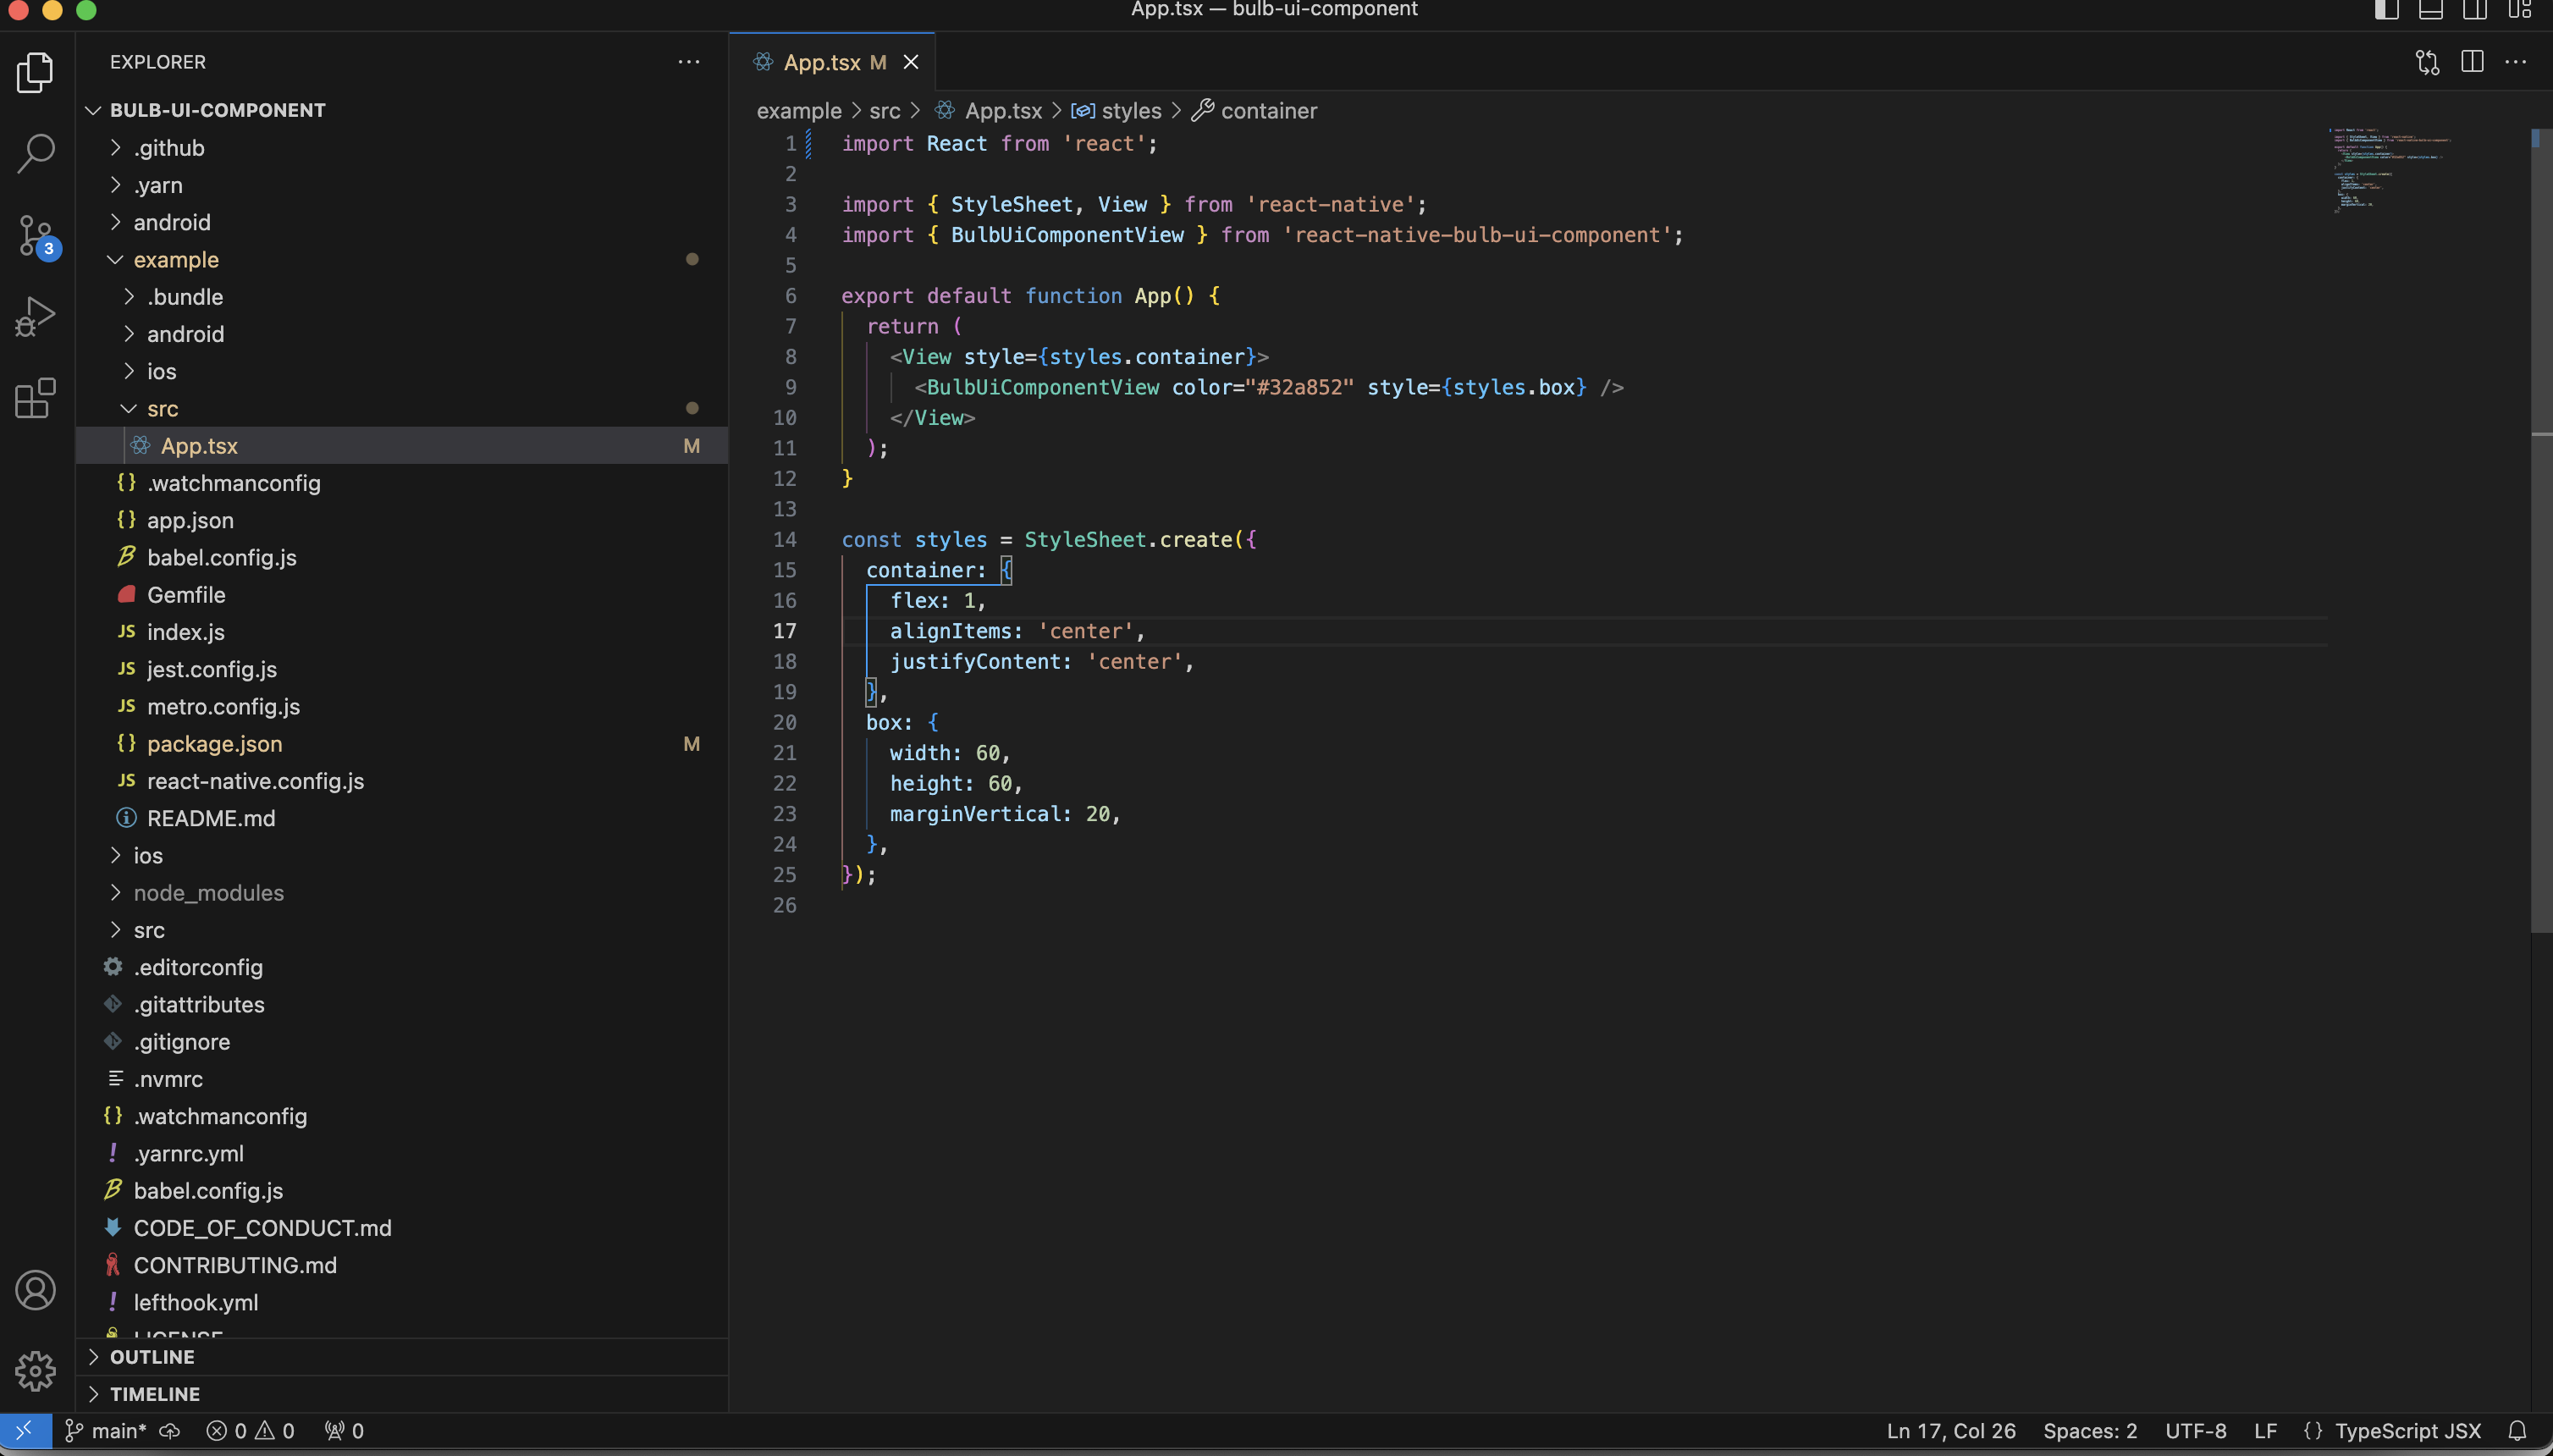 App.tsx — bulb-ui-component
EXPLORER
BULB-UI-COMPONENT
.github
.yarn
android
example
.bundle
android
ios
src
App.tsx M
{} .watchmanconfig
{} app.json
babel.config.js
Gemfile
JS index.js
JS jest.config.js
JS metro.config.js
{} package.json M
JS react-native.config.js
README.md
ios
node_modules
src
.editorconfig
.gitattributes
.gitignore
.nvmrc
{} .watchmanconfig
! .yarnrc.yml
babel.config.js
CODE_OF_CONDUCT.md
CONTRIBUTING.md
! lefthook.yml
LICENSE
OUTLINE
TIMELINE
3
App.tsx M
example > src > App.tsx > styles > container
1 import React from 'react';
2
3 import { StyleSheet, View } from 'react-native';
4 import { BulbUiComponentView } from 'react-native-bulb-ui-component';
5
6 export default function App() {
7 return (
8 <View style={styles.container}>
9 <BulbUiComponentView color="#32a852" style={styles.box} />
10 </View>
11 );
12 }
13
14 const styles = StyleSheet.create({
15 container: {
16 flex: 1,
17 alignItems: 'center',
18 justifyContent: 'center',
19 },
20 box: {
21 width: 60,
22 height: 60,
23 marginVertical: 20,
24 },
25 });
26
main* 0 0 0 Ln 17, Col 26 Spaces: 2 UTF-8 LF {} TypeScript JSX